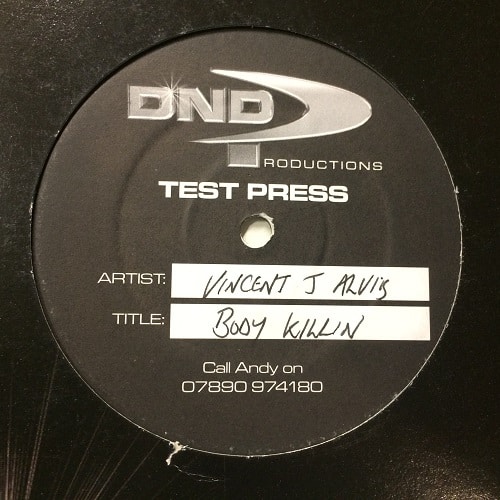 DND
PRODUCTIONS
TEST PRESS
ARTIST: VINCENT J ALVIS
TITLE: BODY KILLIN
Call Andy on
07890 974180